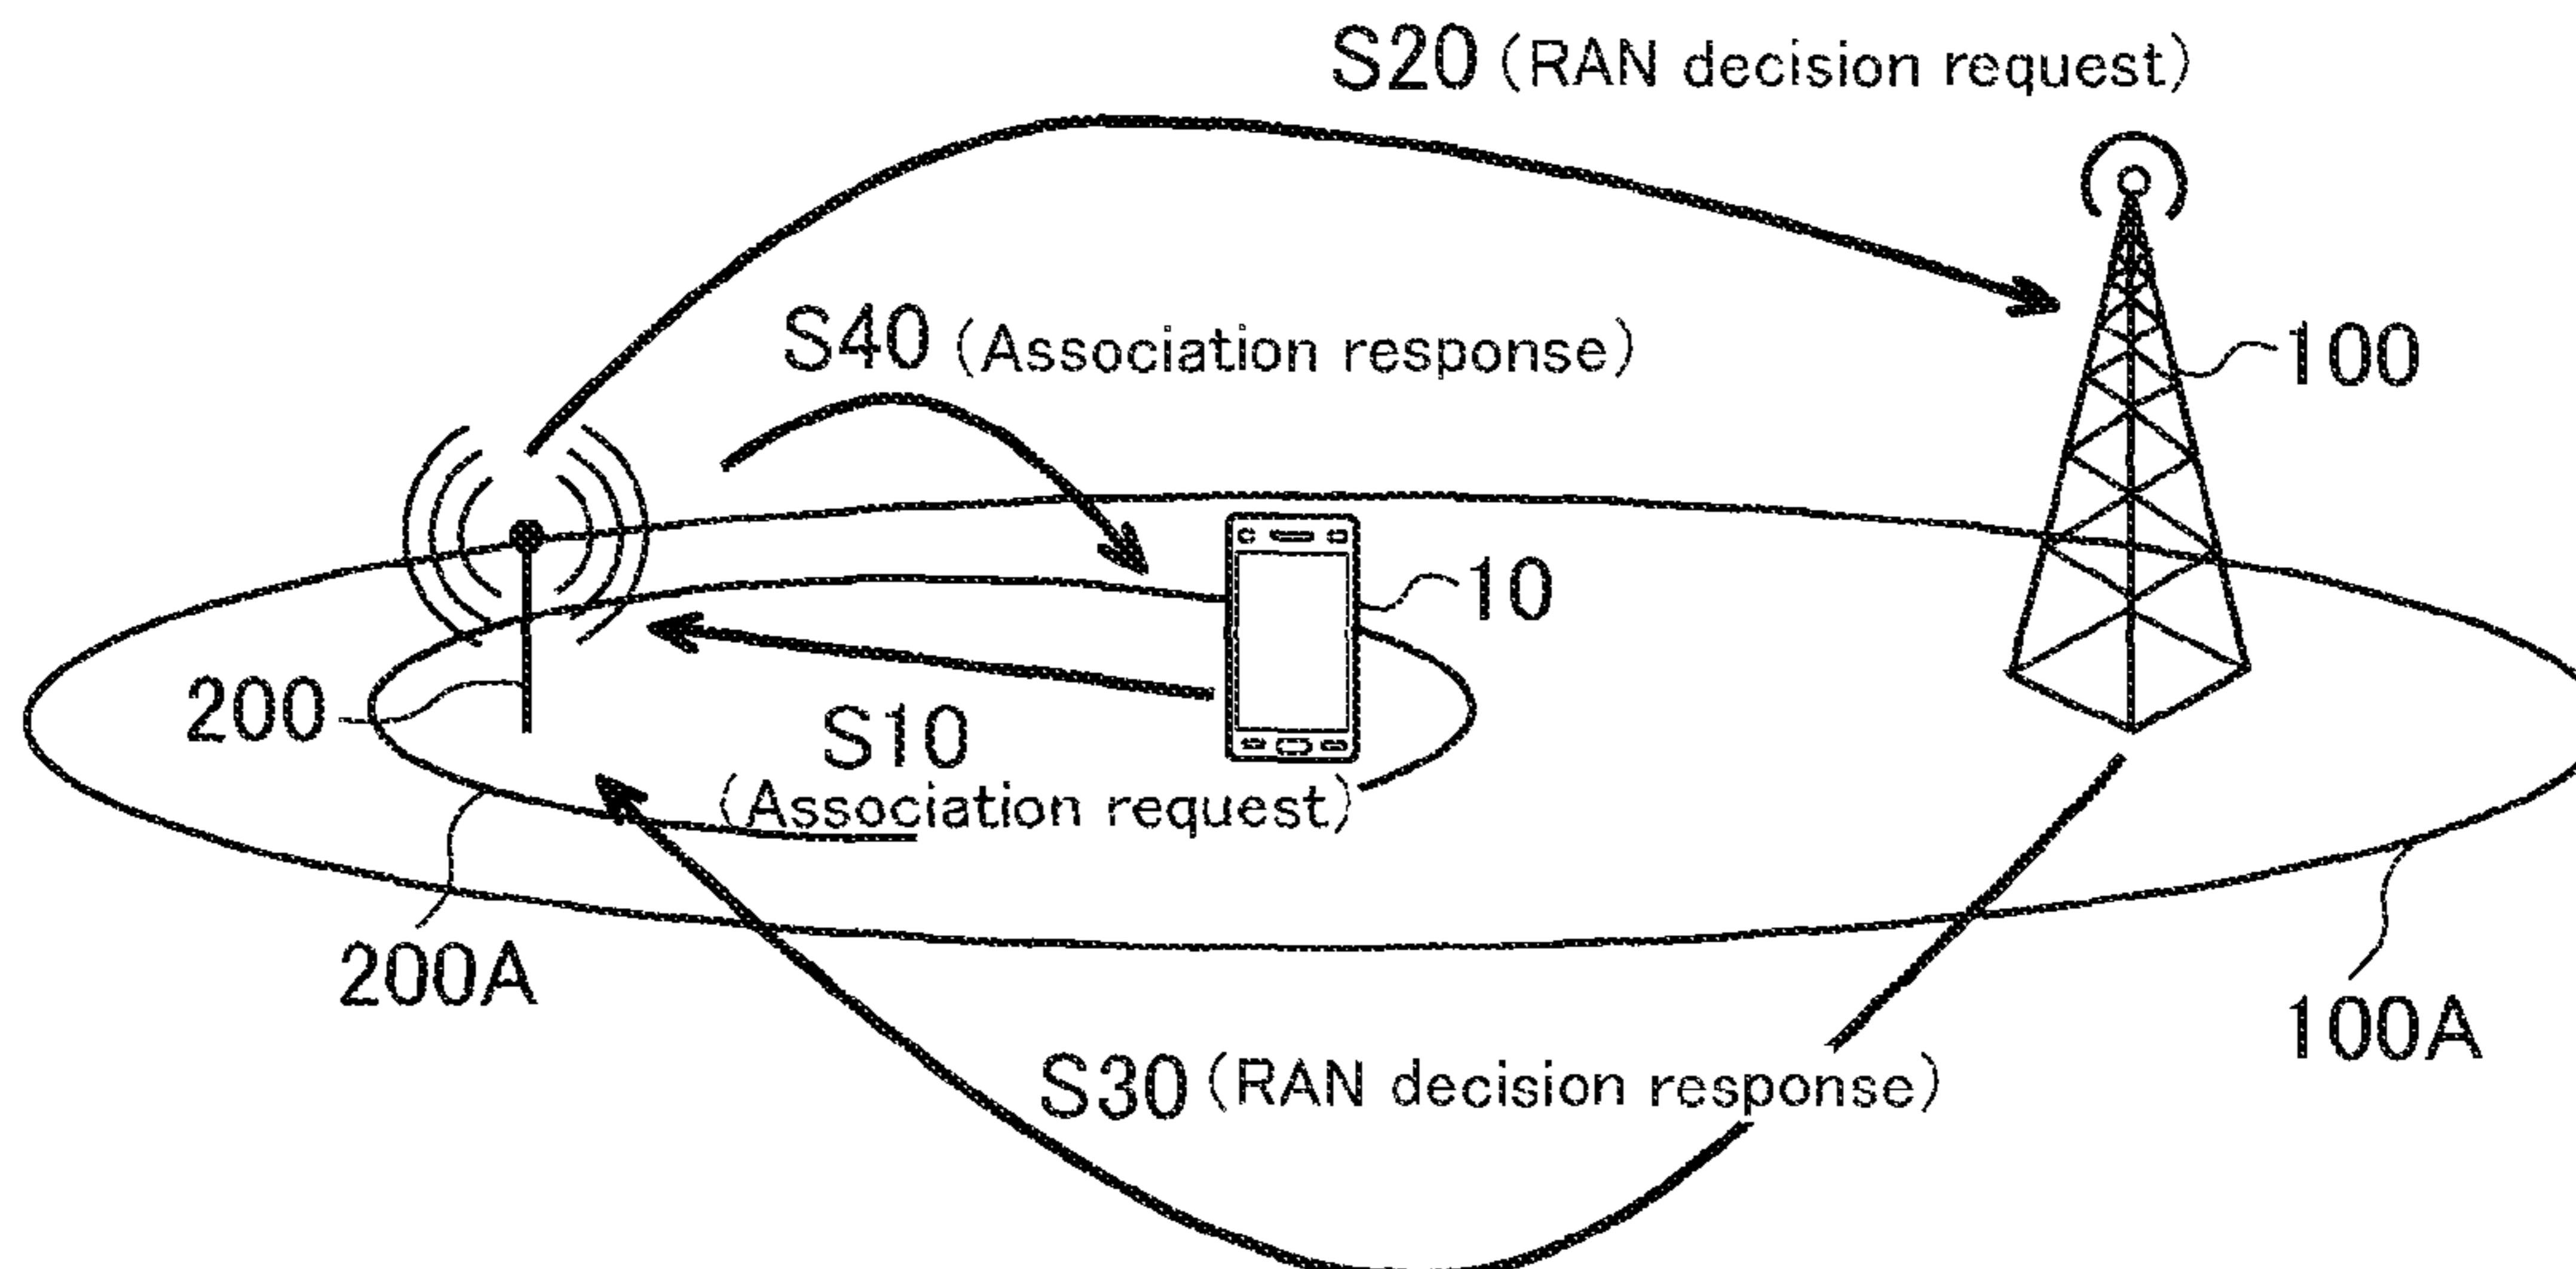 S20 (RAN decision request)
S40 (Association response)
100
10
200
S10
(Association request)
200A
100A
S30 (RAN decision response)